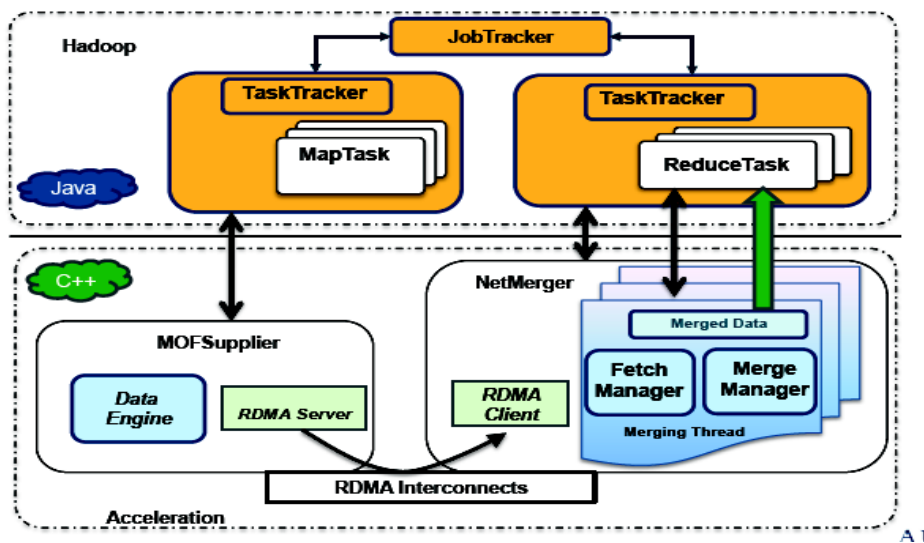 JobTracker
Hadoop
TaskTracker
MapTask
TaskTracker
ReduceTask
Java
C++
NetMerger
Merged Data
MOFSupplier
Fetch
Manager
Merge
Manager
Data
Engine
RDMA Server
RDMA
Client
Merging Thread
RDMA Interconnects
Acceleration